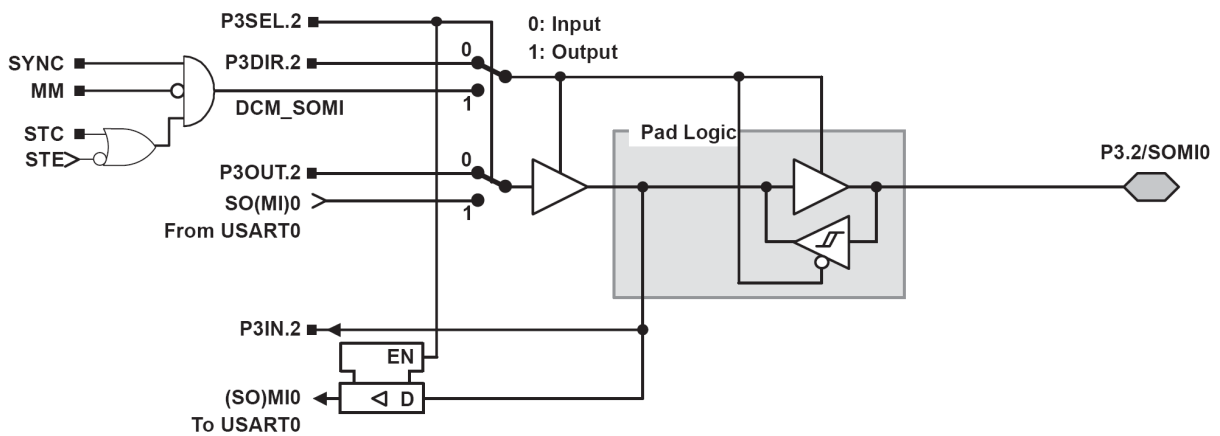 P3SEL.2
0: Input
1: Output
SYNC
P3DIR.2
0
MM
1
DCM_SOMI
STC
STE
Pad Logic
P3.2/SOMI0
P3OUT.2
0
SO(MI)0
1
From USART0
P3IN.2
EN
(SO)MI0
D
To USART0